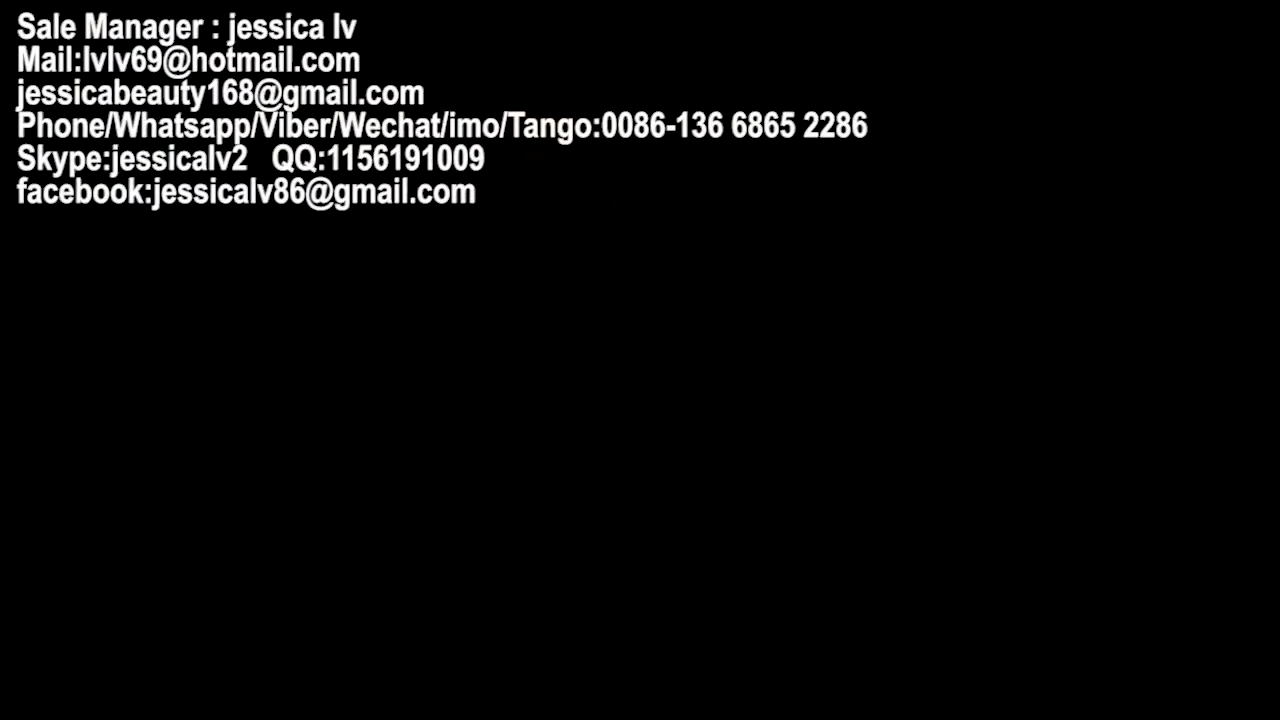 Sale Manager : jessica lv
Mail:lvlv69@hotmail.com
jessicabeauty168@gmail.com
Phone/Whatsapp/Viber/Wechat/imo/Tango:0086-136 6865 2286
Skype:jessicalv2   QQ:1156191009
facebook:jessicalv86@gmail.com